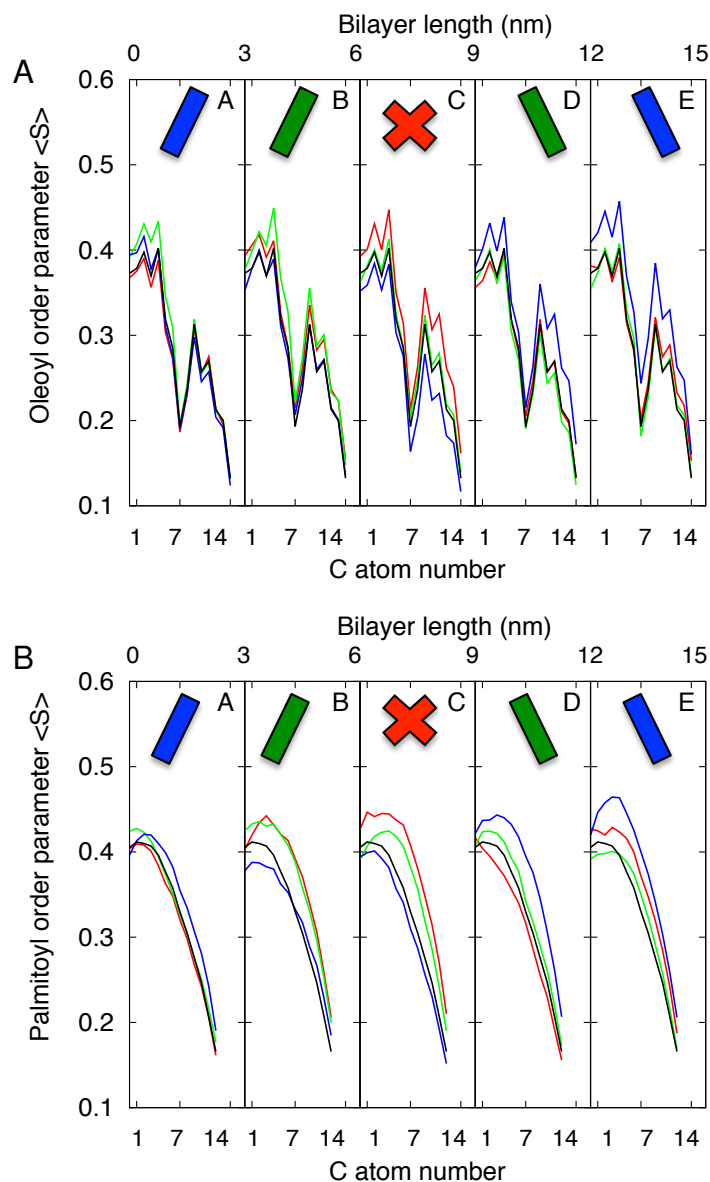 Bilayer length (nm)
0 3 6 9 12 15
A
A B C D E
0.6
0.5
0.4
0.3
0.2
0.1
Oleoyl order parameter <S>
1 7 14 1 7 14 1 7 14 1 7 14 1 7 14
C atom number
Bilayer length (nm)
B
0 3 6 9 12 15
A B C D E
0.6
0.5
0.4
0.3
0.2
0.1
Palmitoyl order parameter <S>
1 7 14 1 7 14 1 7 14 1 7 14 1 7 14
C atom number